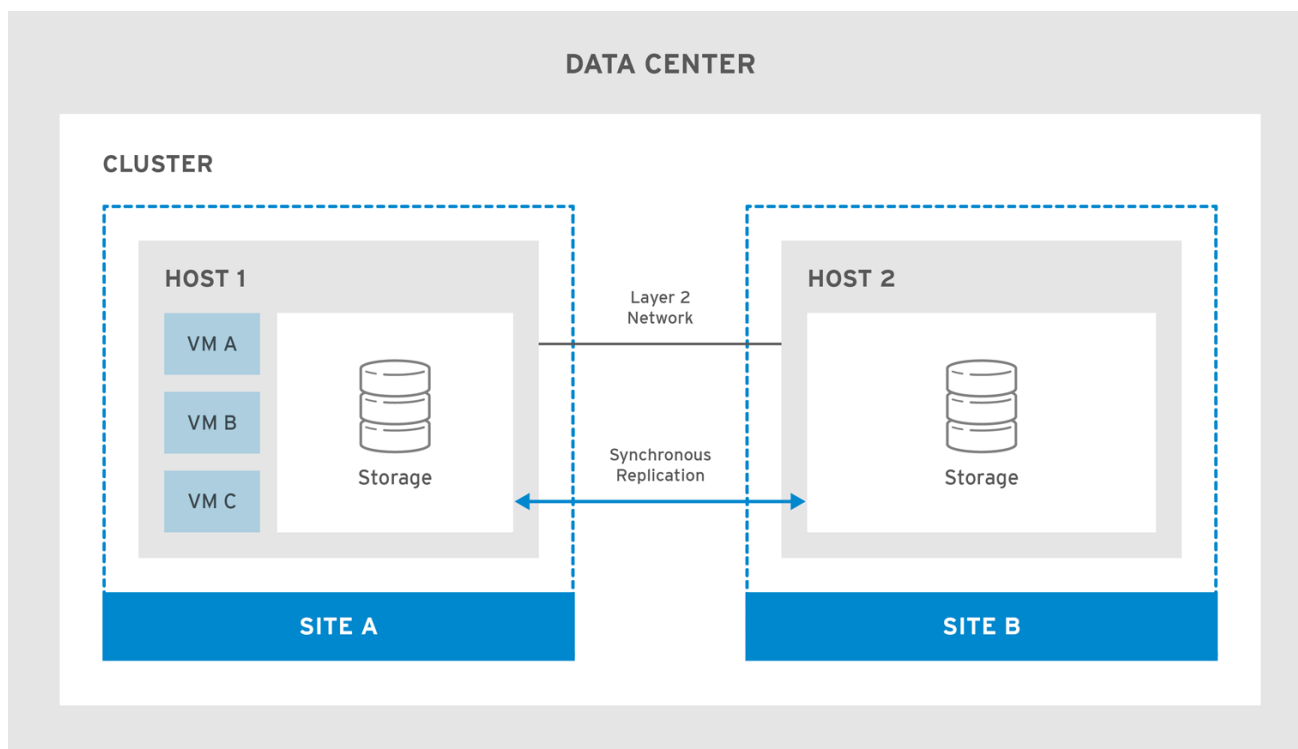 DATA CENTER
CLUSTER
HOST 1
VM A
VM B
VM C
Storage
Layer 2
Network
Synchronous
Replication
HOST 2
Storage
SITE A
SITE B